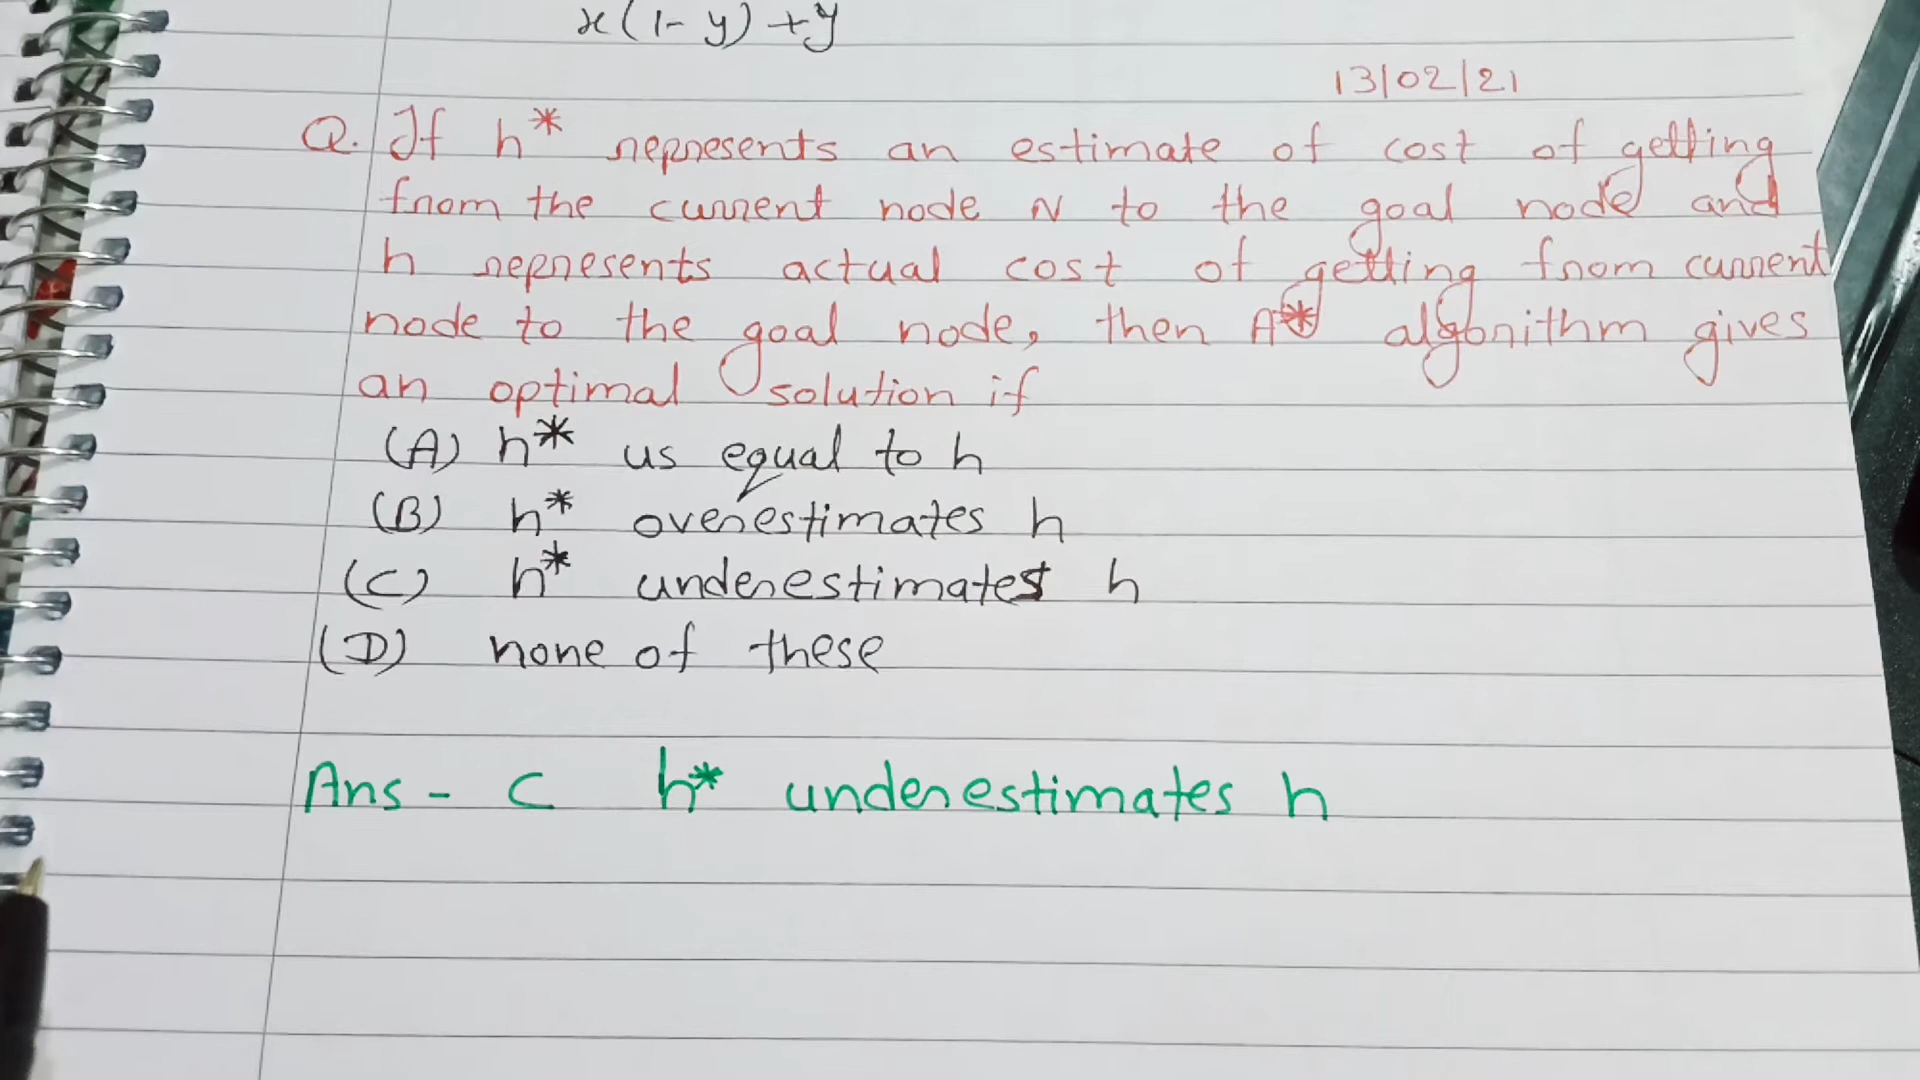 x(1-y)+y
13/02/21
Q. If h* represents an estimate of cost of getting
from the current node N to the goal node and
h represents actual cost of getting from current
node to the goal node, then A* algorithm gives
an optimal solution if
(A) h* us equal to h
(B) h* overestimates h
(C) h* underestimates h
(D) none of these
Ans - C h* underestimates h